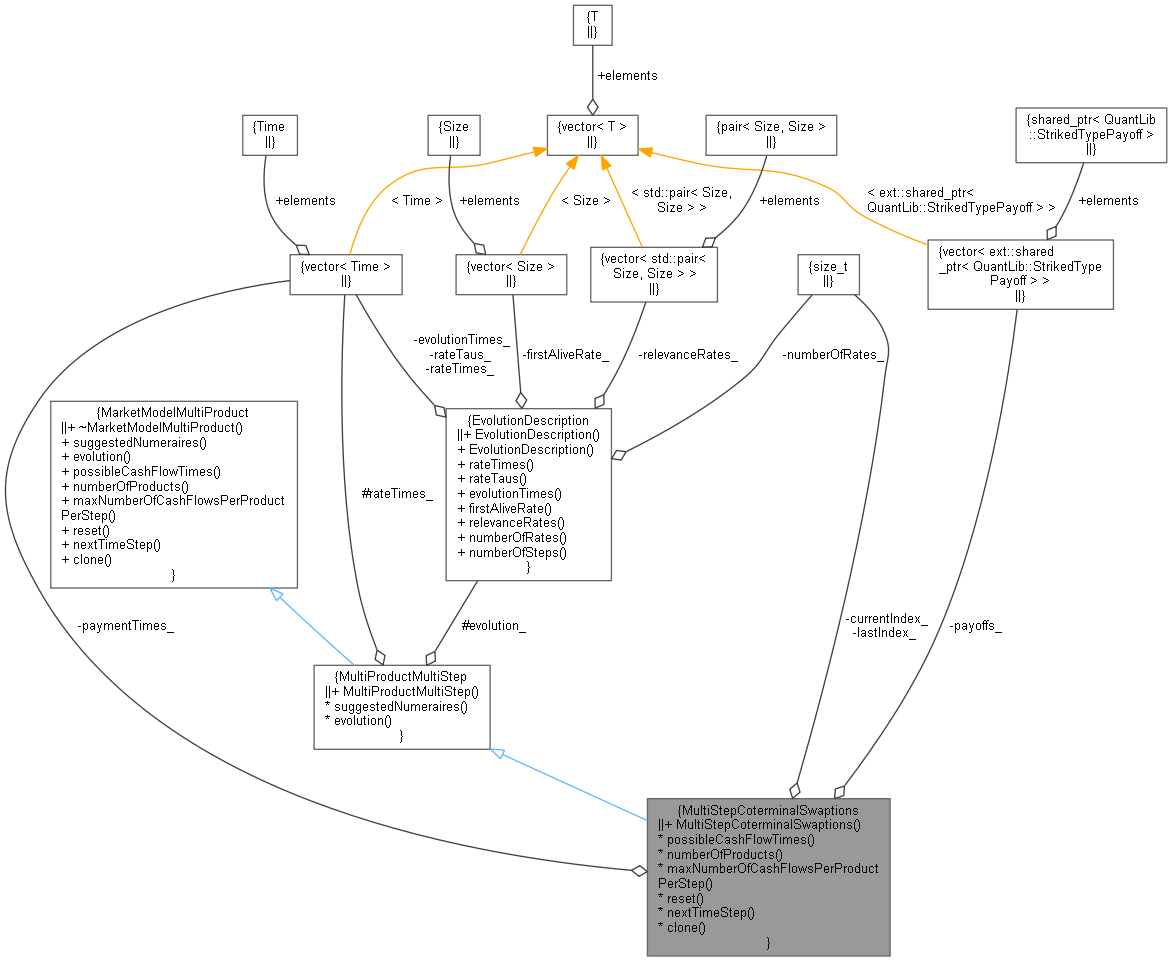 {T
||}
+elements
{Time
||}
{Size
||}
{vector< T >
||}
{pair< Size, Size >
||}
{shared_ptr< QuantLib
::StrikedTypePayoff >
||}
+elements
< Time >
+elements
< Size >
< std::pair< Size,
Size > >
+elements
< ext::shared_ptr<
QuantLib::StrikedTypePayoff > >
+elements
{vector< Time >
||}
{vector< Size >
||}
{vector< std::pair<
Size, Size > >
||}
{size_t
||}
{vector< ext::shared
_ptr< QuantLib::StrikedType
Payoff > >
||}
-evolutionTimes_
-rateTaus_
-rateTimes_
-firstAliveRate_
-relevanceRates_
-numberOfRates_
{MarketModelMultiProduct
||+ ~MarketModelMultiProduct()
+ suggestedNumeraires()
+ evolution()
+ possibleCashFlowTimes()
+ numberOfProducts()
+ maxNumberOfCashFlowsPerProduct
PerStep()
+ reset()
+ nextTimeStep()
+ clone()
}
#rateTimes_
{EvolutionDescription
||+ EvolutionDescription()
+ EvolutionDescription()
+ rateTimes()
+ rateTaus()
+ evolutionTimes()
+ firstAliveRate()
+ relevanceRates()
+ numberOfRates()
+ numberOfSteps()
}
-paymentTimes_
#evolution_
-currentIndex_
-lastIndex_
-payoffs_
{MultiProductMultiStep
||+ MultiProductMultiStep()
* suggestedNumeraires()
* evolution()
}
{MultiStepCoterminalSwaptions
||+ MultiStepCoterminalSwaptions()
* possibleCashFlowTimes()
* numberOfProducts()
* maxNumberOfCashFlowsPerProduct
PerStep()
* reset()
* nextTimeStep()
* clone()
}